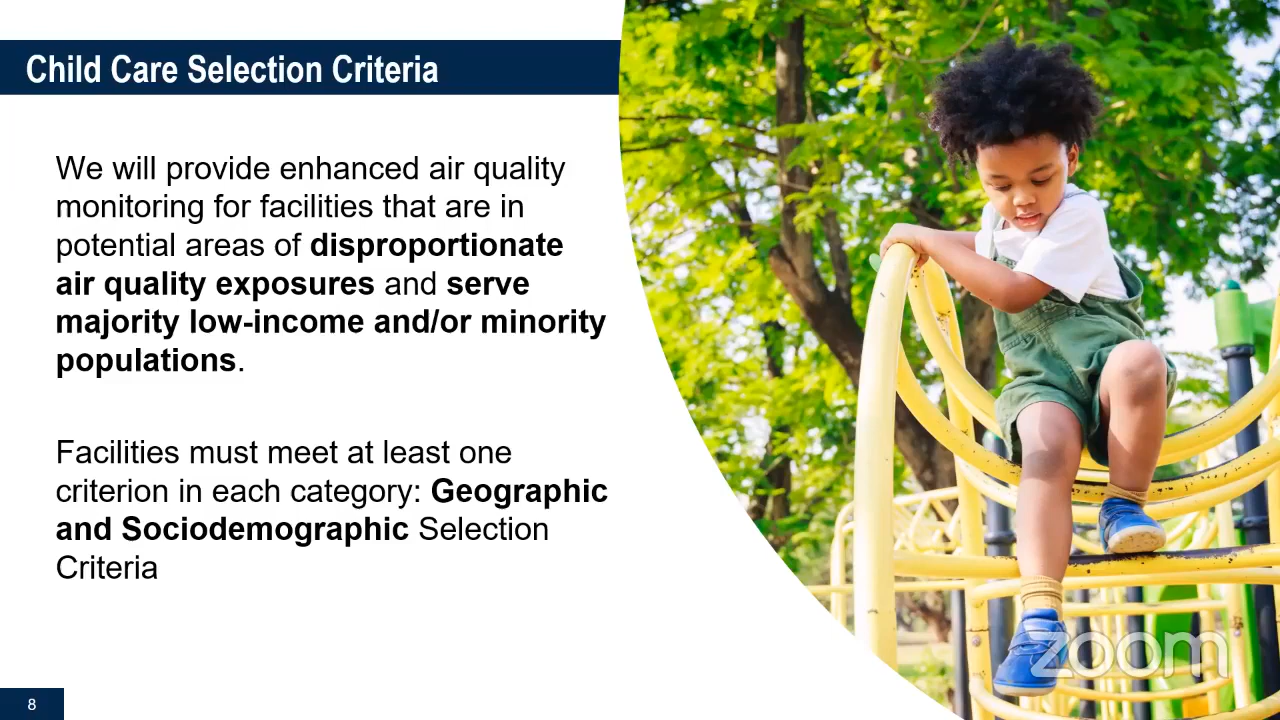 Child Care Selection Criteria
We will provide enhanced air quality
monitoring for facilities that are in
potential areas of disproportionate
air quality exposures and serve
majority low-income and/or minority
populations.
Facilities must meet at least one
criterion in each category: Geographic
and Sociodemographic Selection
Criteria
zoom
8